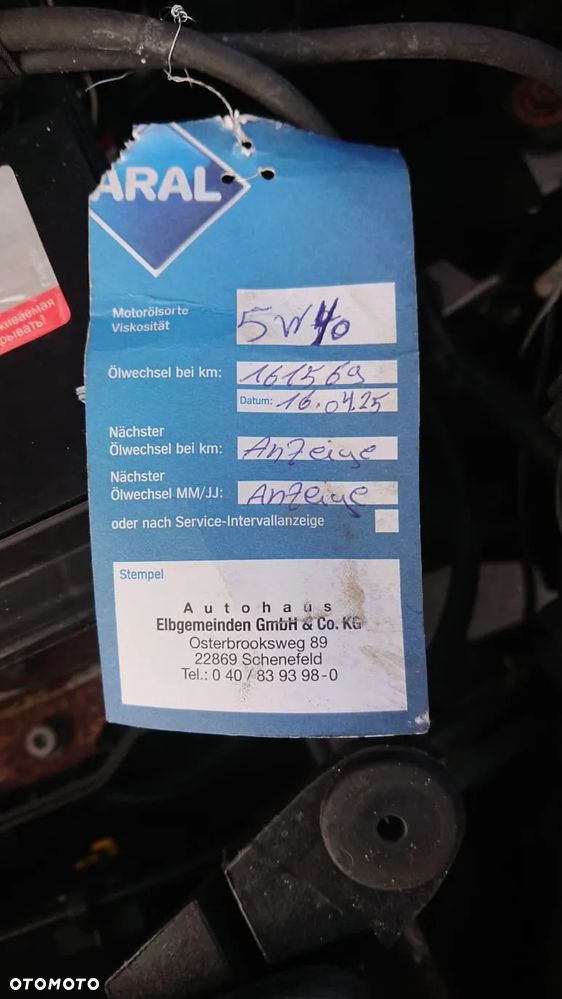 ARAL
Motorölsorte
Viskosität
5W40
Ölwechsel bei km: 161569
Datum: 16.04.25
Nächster
Ölwechsel bei km: Anzeige
Nächster
Ölwechsel MM/JJ: Anzeige
oder nach Service-Intervallanzeige
Stempel
Autohaus
Elbgemeinden GmbH & Co. KG
Osterbrooksweg 89
22869 Schenefeld
Tel.: 0 40 / 83 93 98-0
OTOMOTO